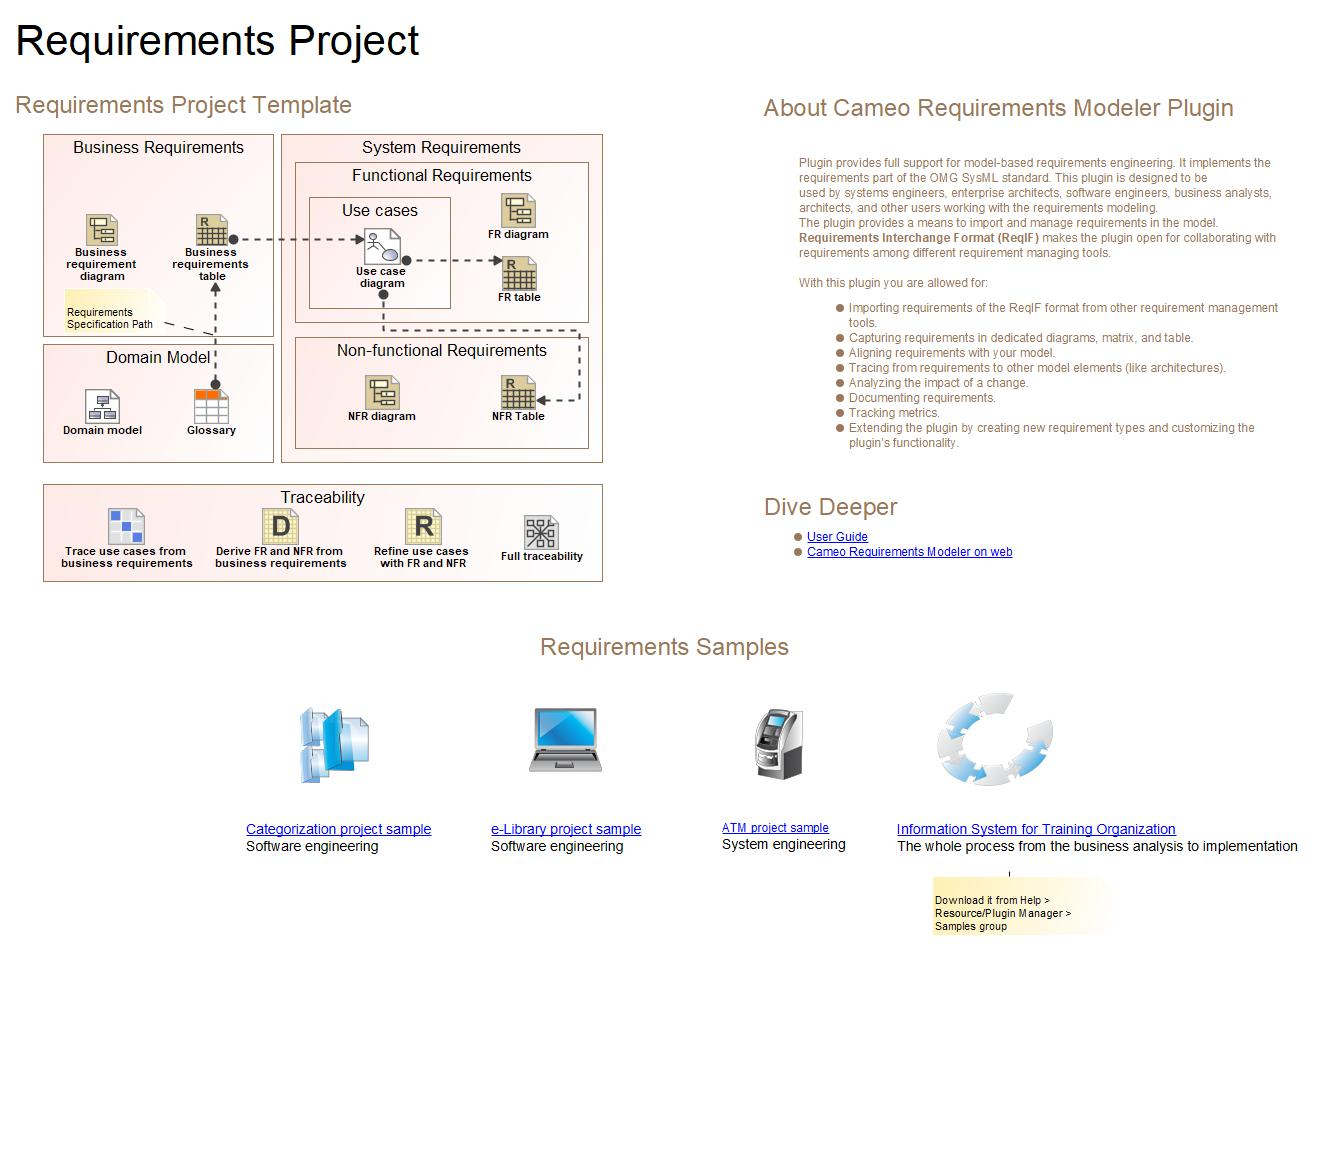 Requirements Project
Requirements Project Template
Business Requirements
Business
requirement
diagram
Business
requirements
table
Requirements
Specification Path
Domain Model
Domain model
Glossary
System Requirements
Functional Requirements
Use cases
Use case
diagram
FR diagram
FR table
Non-functional Requirements
NFR diagram
NFR Table
Traceability
Trace use cases from
business requirements
Derive FR and NFR from
business requirements
Refine use cases
with FR and NFR
Full traceability
About Cameo Requirements Modeler Plugin
Plugin provides full support for model-based requirements engineering. It implements the
requirements part of the OMG SysML standard. This plugin is designed to be
used by systems engineers, enterprise architects, software engineers, business analysts,
architects, and other users working with the requirements modeling.
The plugin provides a means to import and manage requirements in the model.
Requirements Interchange Format (ReqIF) makes the plugin open for collaborating with
requirements among different requirement managing tools.
With this plugin you are allowed for:
Importing requirements of the ReqIF format from other requirement management
tools.
Capturing requirements in dedicated diagrams, matrix, and table.
Aligning requirements with your model.
Tracing from requirements to other model elements (like architectures).
Analyzing the impact of a change.
Documenting requirements.
Tracking metrics.
Extending the plugin by creating new requirement types and customizing the
plugin's functionality.
Dive Deeper
User Guide
Cameo Requirements Modeler on web
Requirements Samples
Categorization project sample
Software engineering
e-Library project sample
Software engineering
ATM project sample
System engineering
Information System for Training Organization
The whole process from the business analysis to implementation
Download it from Help >
Resource/Plugin Manager >
Samples group